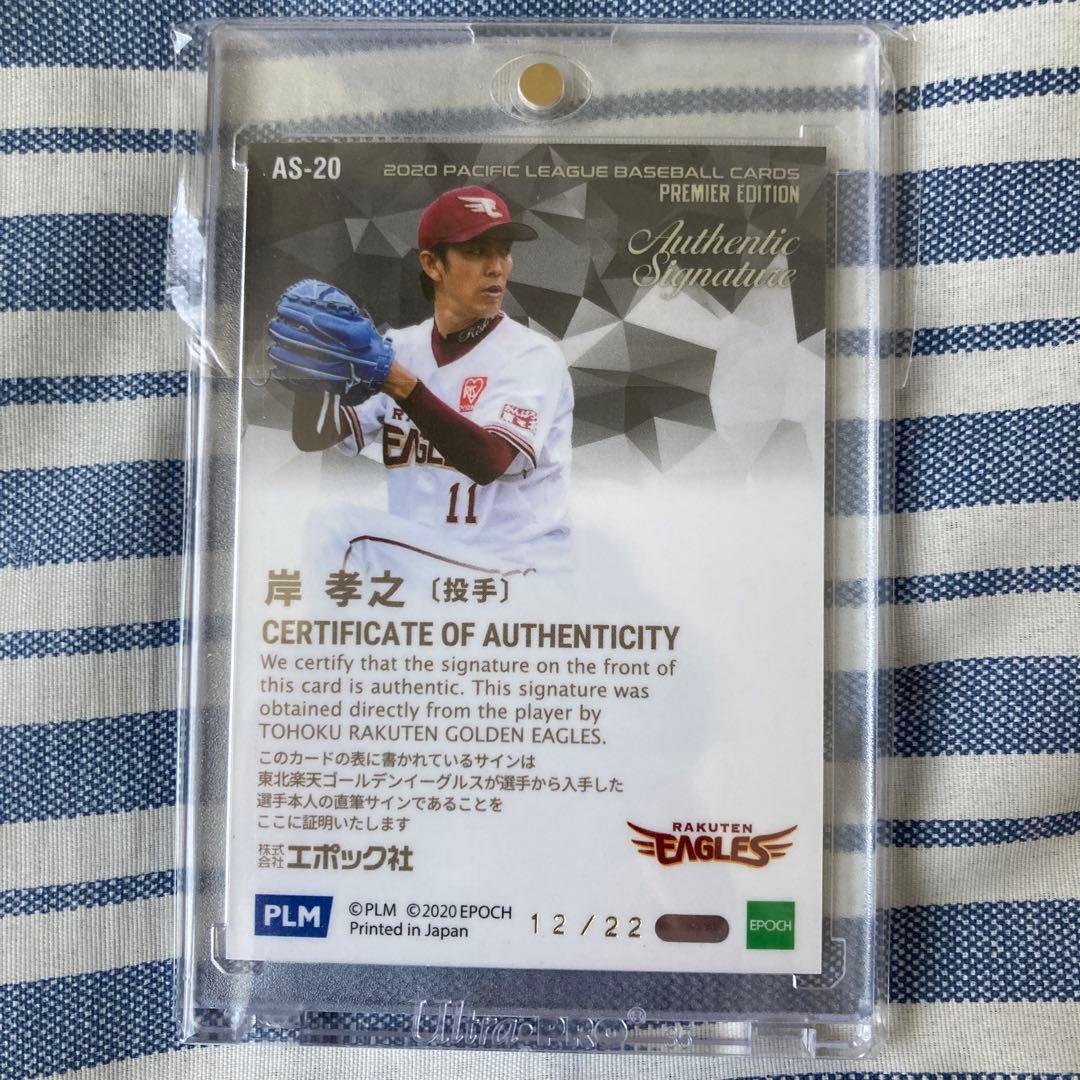 AS-20
2020 PACIFIC LEAGUE BASEBALL CARDS
PREMIER EDITION
Authentic
Signature
EAGLES
11
岸 孝之〔投手〕
CERTIFICATE OF AUTHENTICITY
We certify that the signature on the front of
this card is authentic. This signature was
obtained directly from the player by
TOHOKU RAKUTEN GOLDEN EAGLES.
このカードの表に書かれているサインは
東北楽天ゴールデンイーグルスが選手から入手した
選手本人の直筆サインであることを
ここに証明いたします
株式会社エポック社
RAKUTEN
EAGLES
PLM
©PLM ©2020 EPOCH
Printed in Japan
12/22
EPOCH
Ultra·PRO®